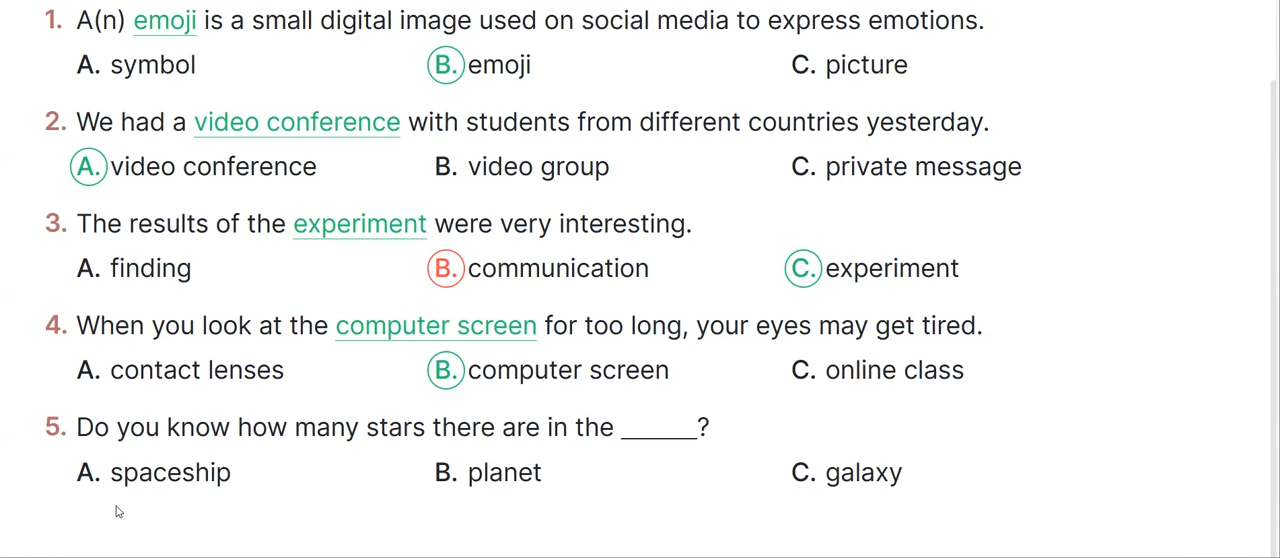 1. A(n) emoji is a small digital image used on social media to express emotions.
A. symbol B. emoji C. picture
2. We had a video conference with students from different countries yesterday.
A. video conference B. video group C. private message
3. The results of the experiment were very interesting.
A. finding B. communication C. experiment
4. When you look at the computer screen for too long, your eyes may get tired.
A. contact lenses B. computer screen C. online class
5. Do you know how many stars there are in the ______?
A. spaceship B. planet C. galaxy